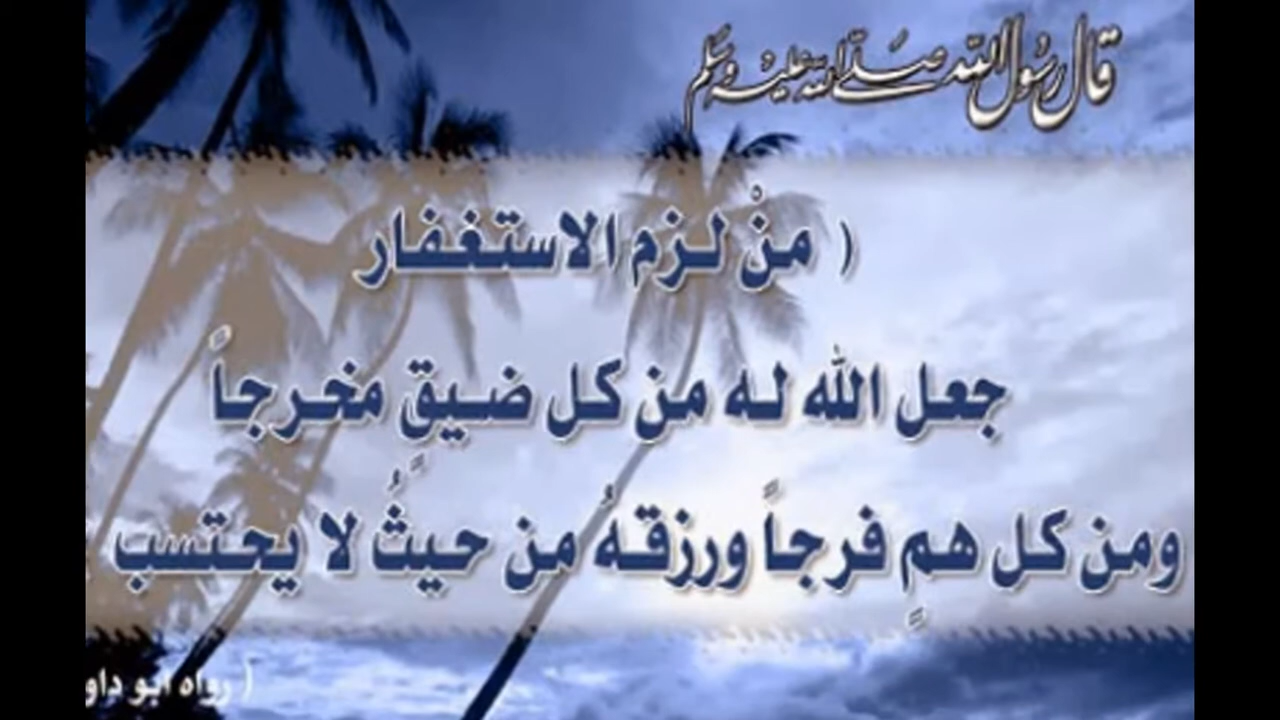 قال رسول الله صلى الله عليه وسلم
( منْ لزم الاستغفار
جعل الله له من كل ضيقٍ مخرجاً
ومن كل همٍ فرجاً ورزقهُ من حيثُ لا يحتسب
( رواه ابو داو